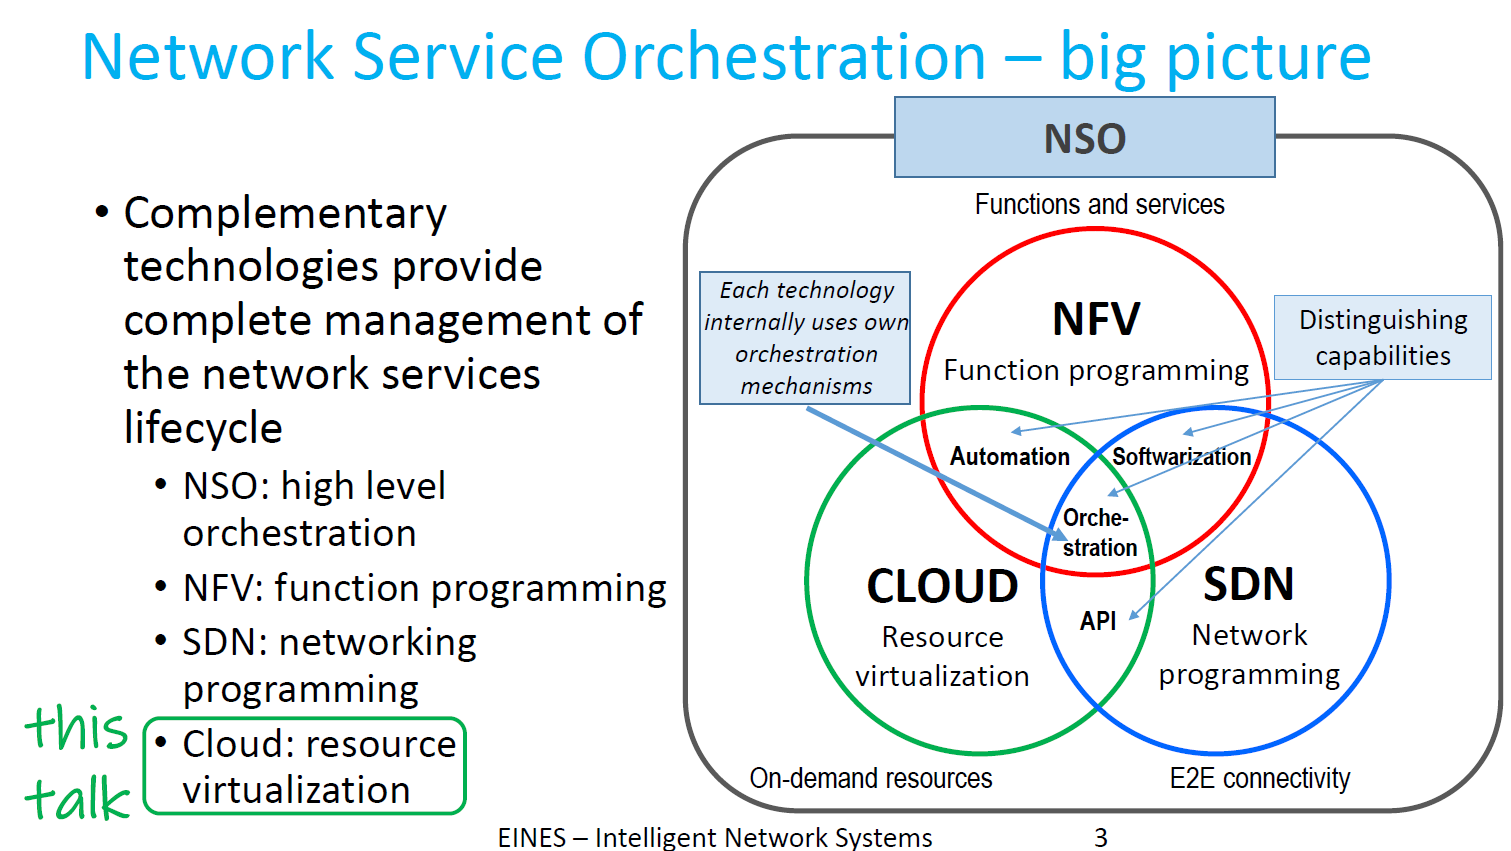 Network Service Orchestration – big picture
• Complementary
technologies provide
complete management of
the network services
lifecycle
• NSO: high level
orchestration
• NFV: function programming
• SDN: networking
programming
• Cloud: resource
virtualization
this
talk
NSO
Functions and services
Each technology
internally uses own
orchestration
mechanisms
NFV
Function programming
Distinguishing
capabilities
Automation
Softwarization
Orche-
stration
CLOUD
Resource
virtualization
API
SDN
Network
programming
On-demand resources
E2E connectivity
EINES – Intelligent Network Systems
3